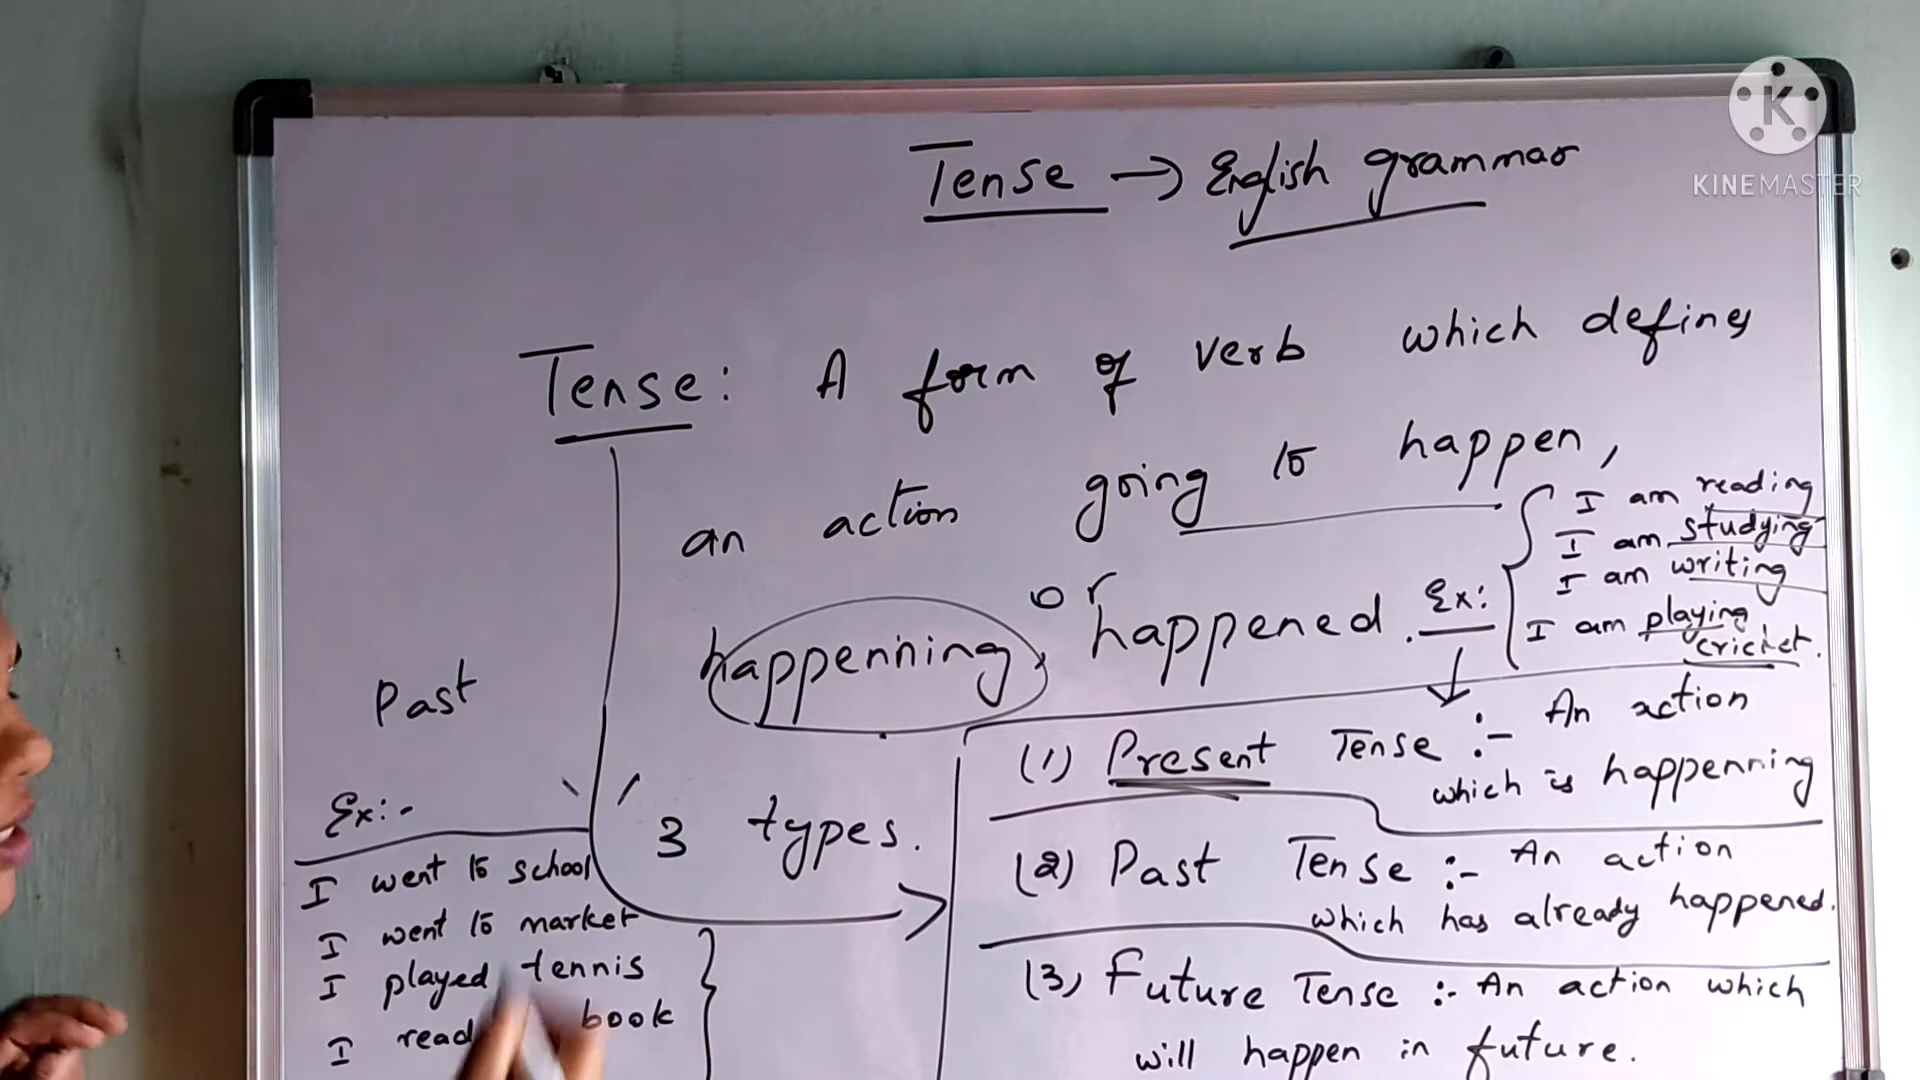 Tense → English grammar
KINEMASTER
Tense: A form of verb which defines
an action going to happen,
happenning, or happened. Ex:
I am reading
I am studying
I am writing
I am playing
cricket.
3 types.
(1) Present Tense :- An action
which is happenning
(2) Past Tense :- An action
which has already happened.
(3) Future Tense :- An action which
will happen in future.
Past
Ex:-
I went to school
I went to market
I played tennis
I read book